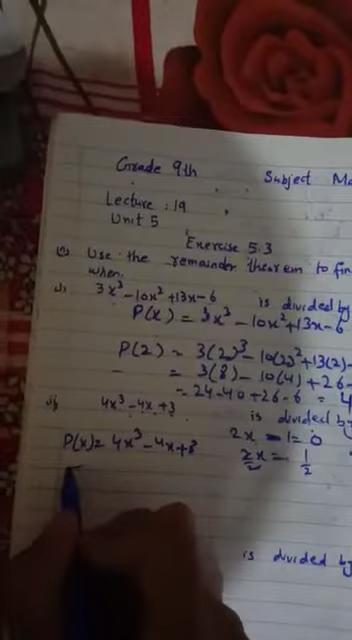 Grade 9th Subject Ma
Lecture : 19
Unit 5
Exercise 5.3
Use the remainder theorem to fin
when.
i) 3x³-10x²+13x-6 is divided by
P(x) = 3x³-10x²+13x-6
P(2) = 3(2)³-10(2)²+13(2)-
= 3(8)-10(4)+26-
= 24-40+26-6 = 4
ii) 4x³-4x+3 is divided by
2x-1=0
P(x)= 4x³-4x+3
2x = 1/2
is divided by